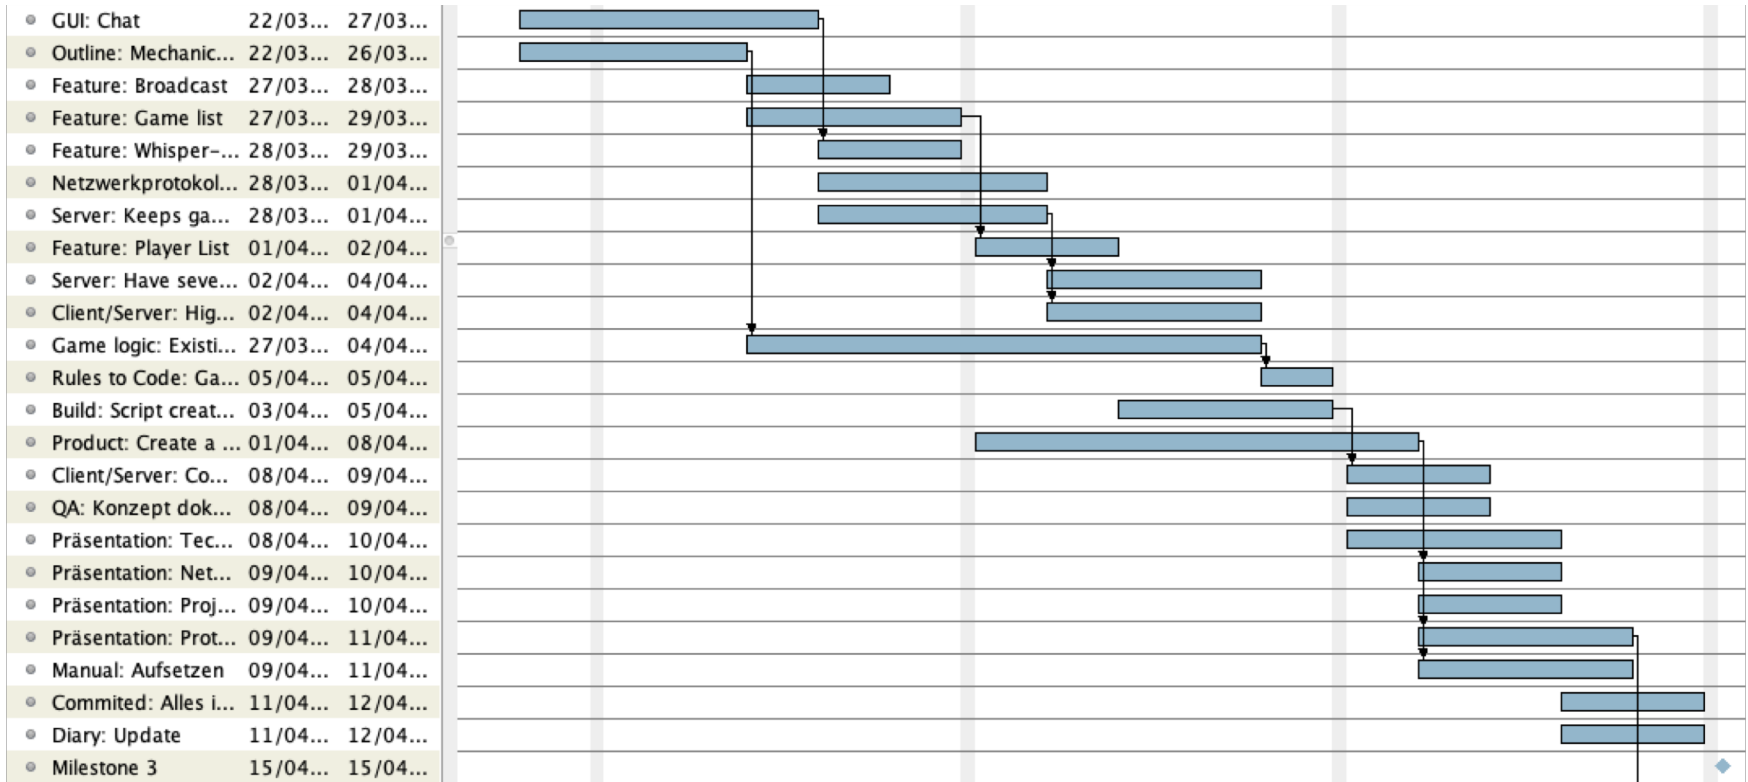 GUI: Chat 22/03... 27/03...
Outline: Mechanic... 22/03... 26/03...
Feature: Broadcast 27/03... 28/03...
Feature: Game list 27/03... 29/03...
Feature: Whisper-... 28/03... 29/03...
Netzwerkprotokol... 28/03... 01/04...
Server: Keeps ga... 28/03... 01/04...
Feature: Player List 01/04... 02/04...
Server: Have seve... 02/04... 04/04...
Client/Server: Hig... 02/04... 04/04...
Game logic: Existi... 27/03... 04/04...
Rules to Code: Ga... 05/04... 05/04...
Build: Script creat... 03/04... 05/04...
Product: Create a ... 01/04... 08/04...
Client/Server: Co... 08/04... 09/04...
QA: Konzept dok... 08/04... 09/04...
Präsentation: Tec... 08/04... 10/04...
Präsentation: Net... 09/04... 10/04...
Präsentation: Proj... 09/04... 10/04...
Präsentation: Prot... 09/04... 11/04...
Manual: Aufsetzen 09/04... 11/04...
Commited: Alles i... 11/04... 12/04...
Diary: Update 11/04... 12/04...
Milestone 3 15/04... 15/04...